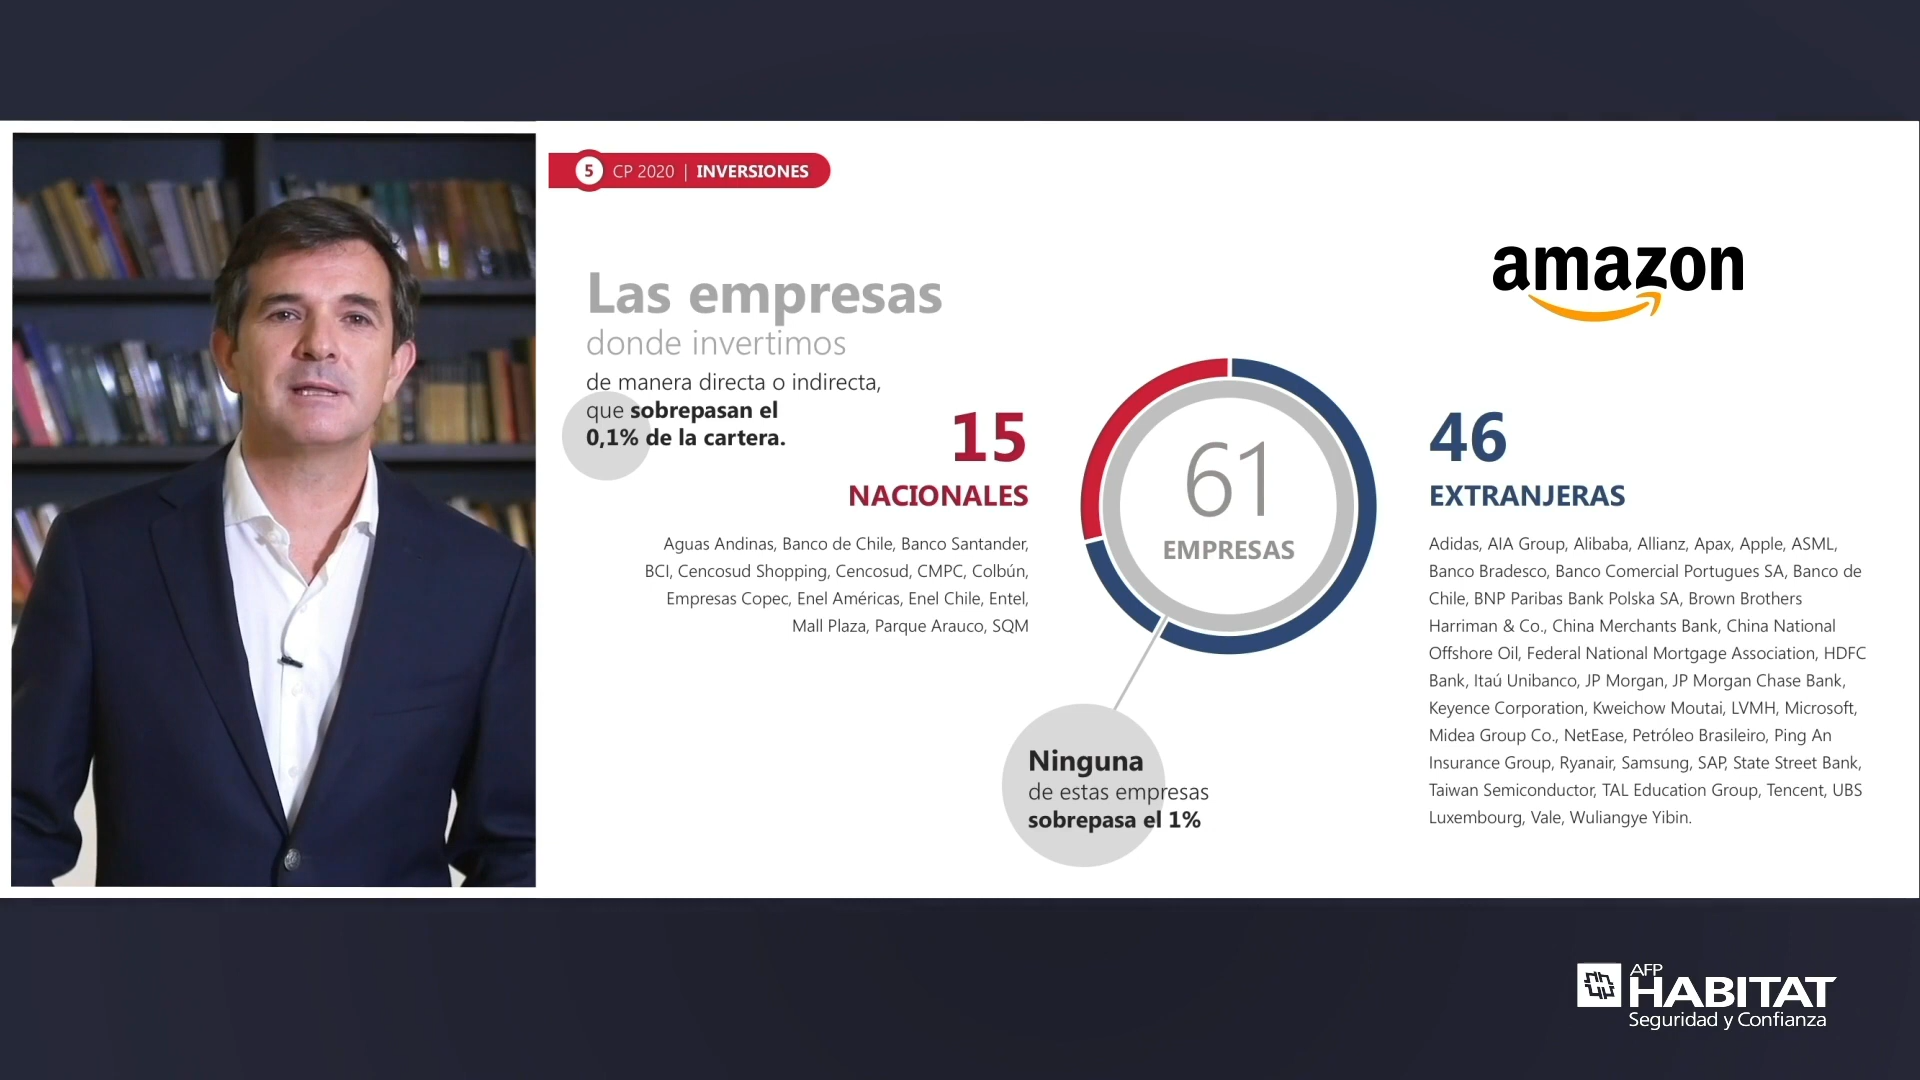 5 CP 2020 | INVERSIONES
amazon
Las empresas
donde invertimos
de manera directa o indirecta,
que sobrepasan el
0,1% de la cartera.
15
NACIONALES
Aguas Andinas, Banco de Chile, Banco Santander,
BCI, Cencosud Shopping, Cencosud, CMPC, Colbún,
Empresas Copec, Enel Américas, Enel Chile, Entel,
Mall Plaza, Parque Arauco, SQM
61
EMPRESAS
46
EXTRANJERAS
Adidas, AIA Group, Alibaba, Allianz, Apax, Apple, ASML,
Banco Bradesco, Banco Comercial Portugues SA, Banco de
Chile, BNP Paribas Bank Polska SA, Brown Brothers
Harriman & Co., China Merchants Bank, China National
Offshore Oil, Federal National Mortgage Association, HDFC
Bank, Itaú Unibanco, JP Morgan, JP Morgan Chase Bank,
Keyence Corporation, Kweichow Moutai, LVMH, Microsoft,
Midea Group Co., NetEase, Petróleo Brasileiro, Ping An
Insurance Group, Ryanair, Samsung, SAP, State Street Bank,
Taiwan Semiconductor, TAL Education Group, Tencent, UBS
Luxembourg, Vale, Wuliangye Yibin.
Ninguna
de estas empresas
sobrepasa el 1%
AFP
HABITAT
Seguridad y Confianza